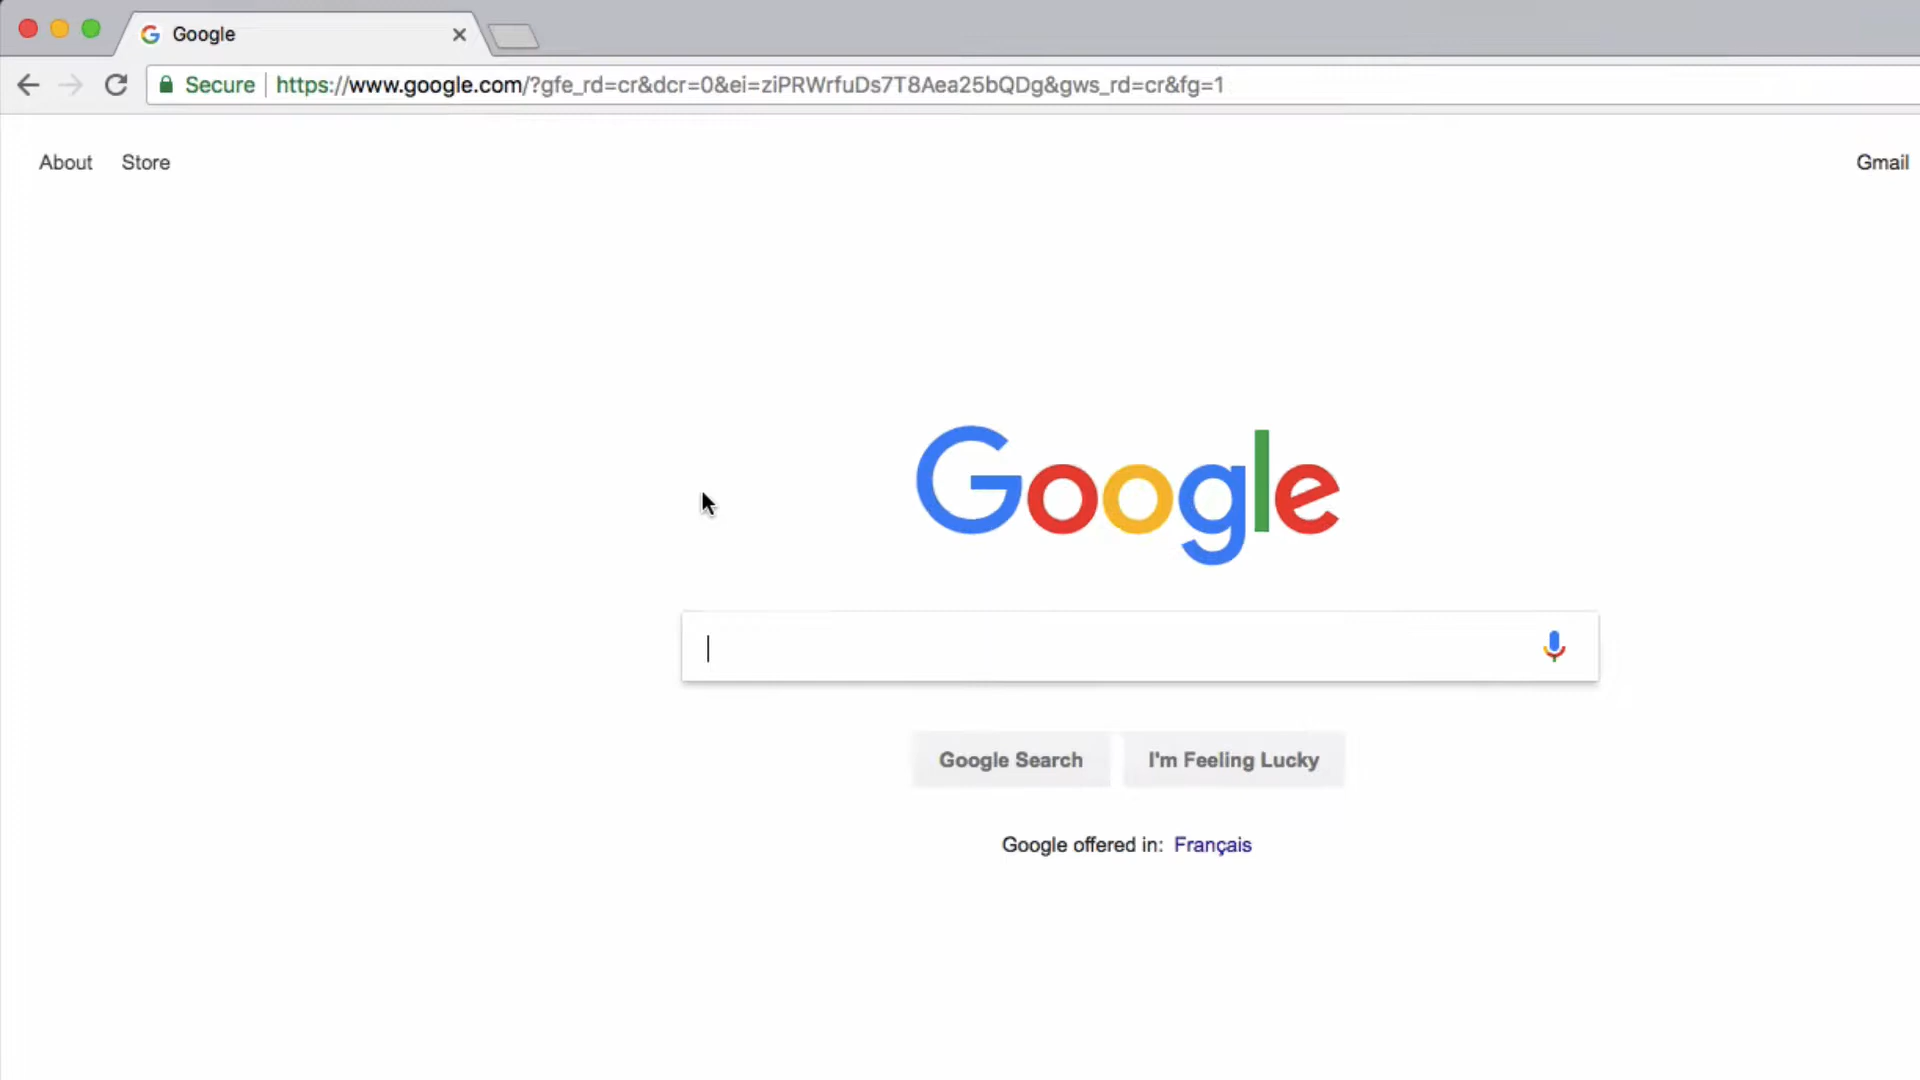 Google
Secure https://www.google.com/?gfe_rd=cr&dcr=0&ei=ziPRWrfuDs7T8Aea25bQDg&gws_rd=cr&fg=1
About Store Gmail
Google
Google Search I'm Feeling Lucky
Google offered in: Français